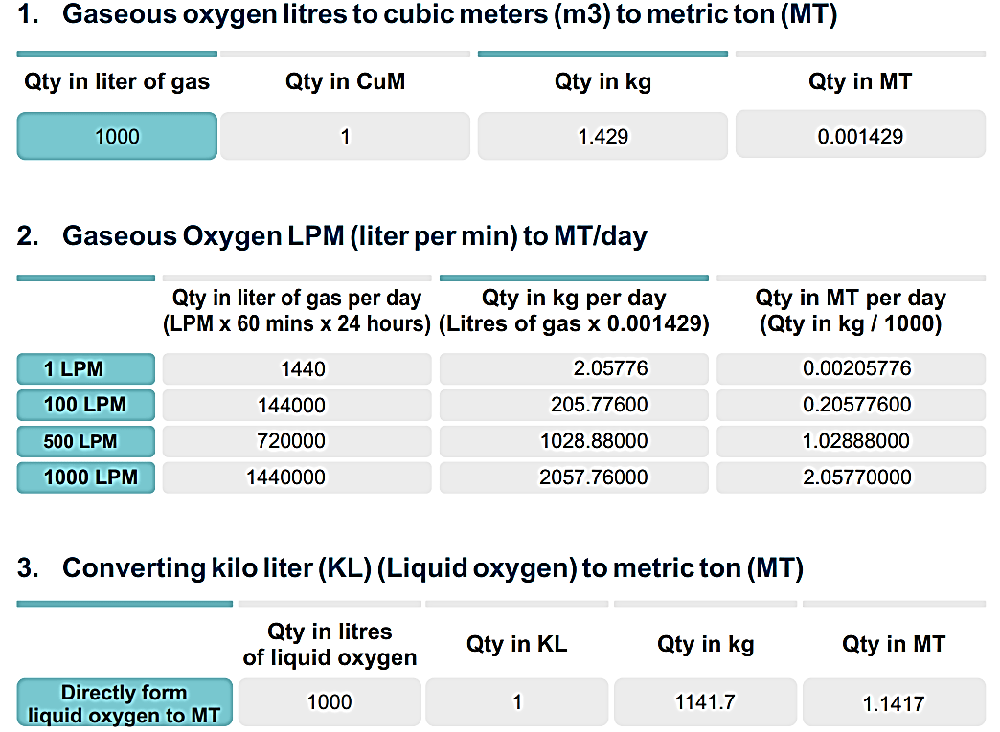 1. Gaseous oxygen litres to cubic meters (m3) to metric ton (MT)
Qty in liter of gas Qty in CuM Qty in kg Qty in MT
1000 1 1.429 0.001429
2. Gaseous Oxygen LPM (liter per min) to MT/day
Qty in liter of gas per day Qty in kg per day Qty in MT per day
(LPM x 60 mins x 24 hours) (Litres of gas x 0.001429) (Qty in kg / 1000)
1 LPM 1440 2.05776 0.00205776
100 LPM 144000 205.77600 0.20577600
500 LPM 720000 1028.88000 1.02888000
1000 LPM 1440000 2057.76000 2.05770000
3. Converting kilo liter (KL) (Liquid oxygen) to metric ton (MT)
Qty in litres
of liquid oxygen Qty in KL Qty in kg Qty in MT
Directly form
liquid oxygen to MT 1000 1 1141.7 1.1417